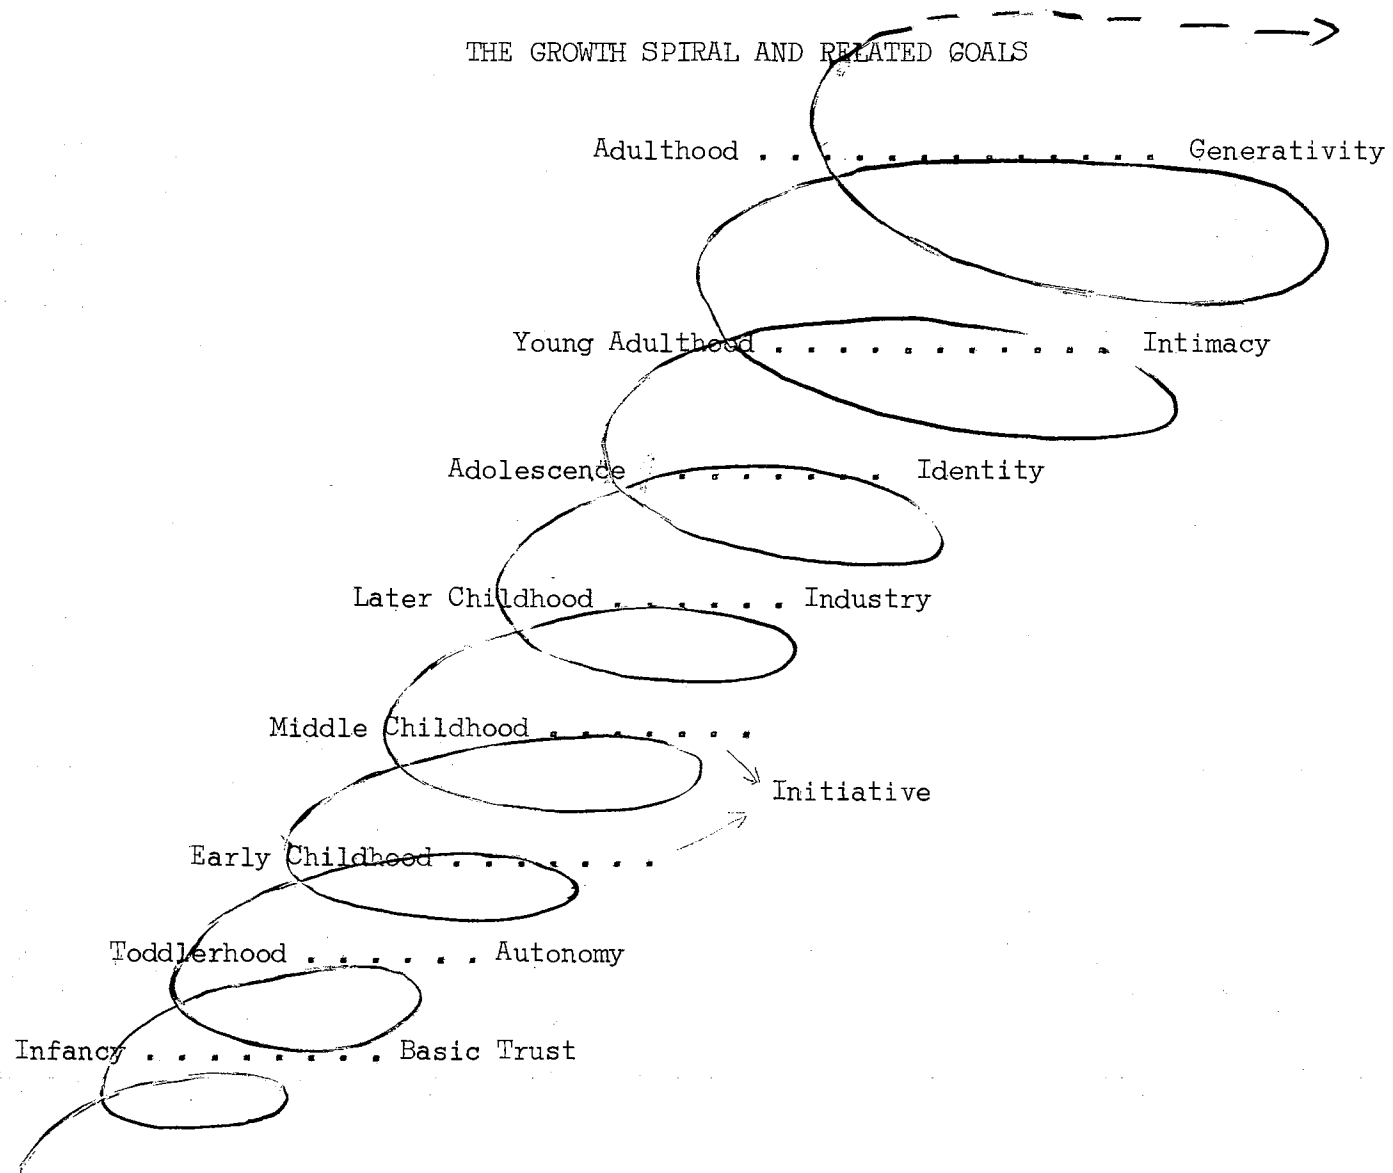 THE GROWTH SPIRAL AND RELATED GOALS
Adulthood . . . . . . . . . . . . . Generativity
Young Adulthood . . . . . . . . . . . Intimacy
Adolescence . . . . . . . Identity
Later Childhood . . . . . . Industry
Middle Childhood . . . . . . .
Initiative
Early Childhood . . . . . . .
Toddlerhood . . . . . . Autonomy
Infancy . . . . . . . . Basic Trust